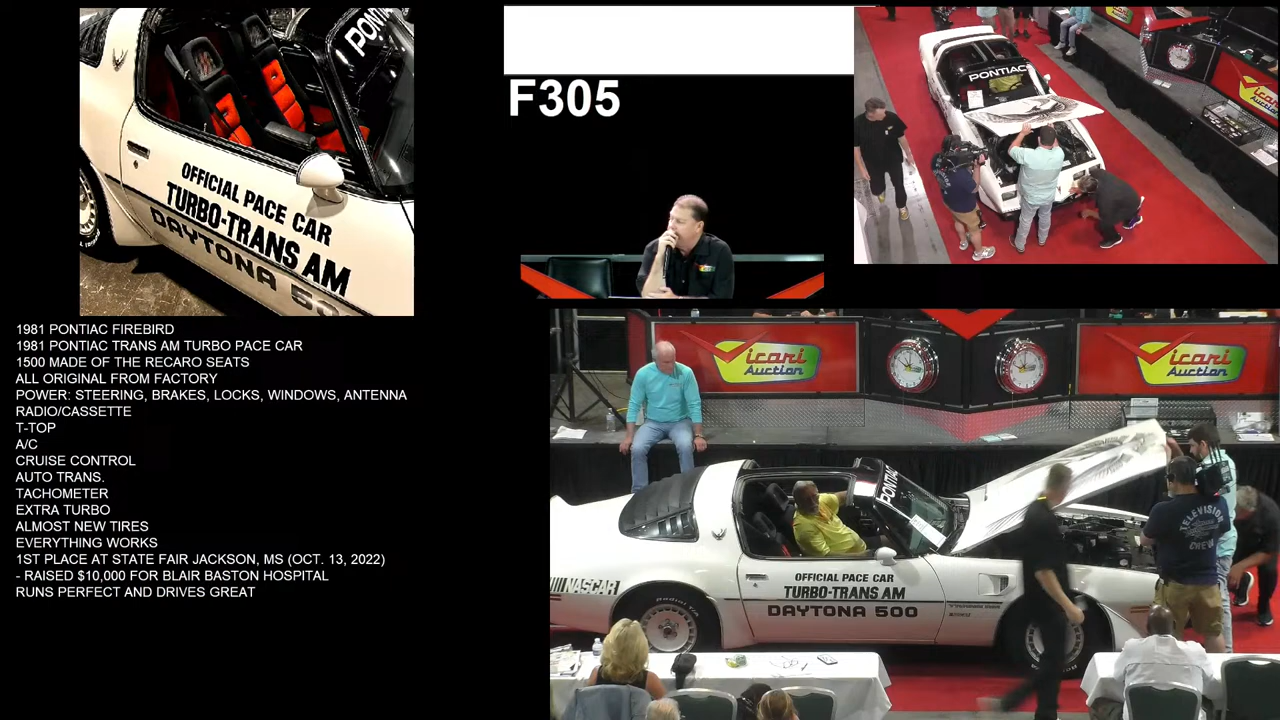 PONTIAC
OFFICIAL PACE CAR
TURBO-TRANS AM
DAYTONA 500
F305
PONTIAC
Vicari
Auction
1981 PONTIAC FIREBIRD
1981 PONTIAC TRANS AM TURBO PACE CAR
1500 MADE OF THE RECARO SEATS
ALL ORIGINAL FROM FACTORY
POWER: STEERING, BRAKES, LOCKS, WINDOWS, ANTENNA
RADIO/CASSETTE
T-TOP
A/C
CRUISE CONTROL
AUTO TRANS.
TACHOMETER
EXTRA TURBO
ALMOST NEW TIRES
EVERYTHING WORKS
1ST PLACE AT STATE FAIR JACKSON, MS (OCT. 13, 2022)
- RAISED $10,000 FOR BLAIR BASTON HOSPITAL
RUNS PERFECT AND DRIVES GREAT
Vicari
Auction
Vicari
Auction
PONTIAC
NASCAR
OFFICIAL PACE CAR
TURBO-TRANS AM
DAYTONA 500
TELEVISION
CREW